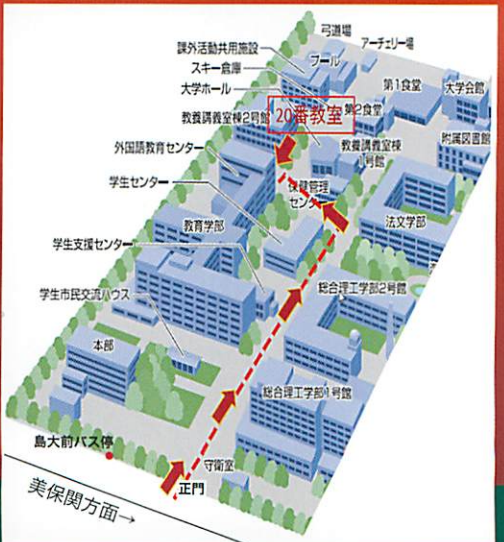 弓道場
アーチェリー場
課外活動共用施設
プール
スキー倉庫
第1食堂
大学会館
大学ホール
20番教室
第2食堂
教養講義室棟2号館
附属図書館
教養講義室棟
1号館
外国語教育センター
保健管理
センター
学生センター
教育学部
法文学部
学生支援センター
総合理工学部2号館
学生市民交流ハウス
本部
総合理工学部1号館
島大前バス停
守衛室
正門
美保関方面→